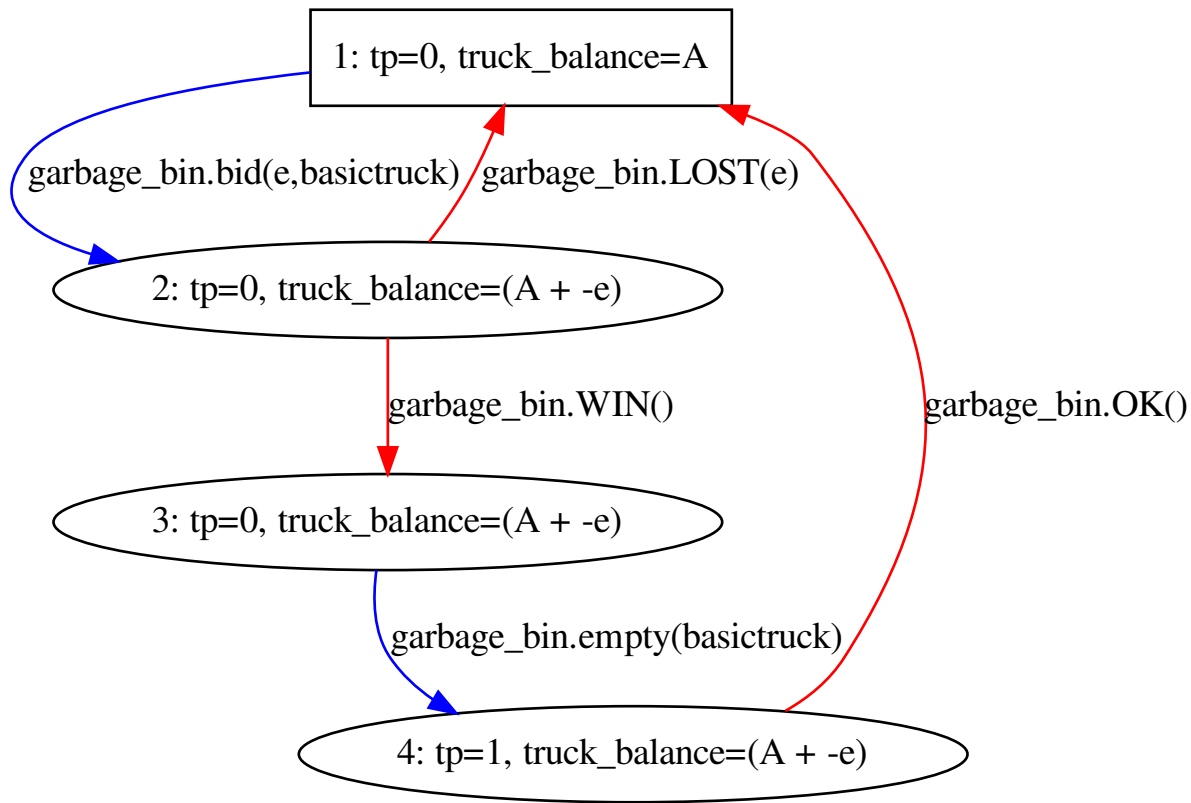 1: tp=0, truck_balance=A
garbage_bin.bid(e,basictruck)
garbage_bin.LOST(e)
2: tp=0, truck_balance=(A + -e)
garbage_bin.WIN()
garbage_bin.OK()
3: tp=0, truck_balance=(A + -e)
garbage_bin.empty(basictruck)
4: tp=1, truck_balance=(A + -e)